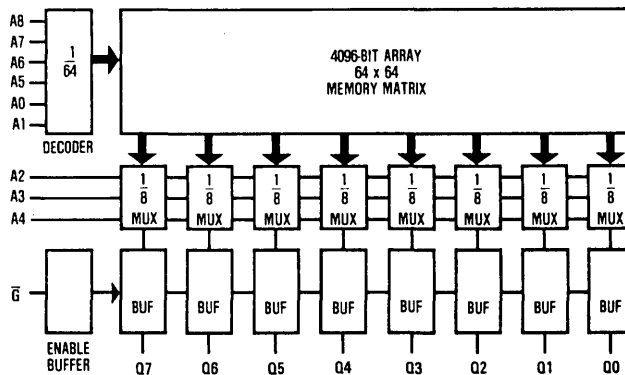 A8
A7
A6
A5
A0
A1
1
64
DECODER
4096-BIT ARRAY
64 x 64
MEMORY MATRIX
A2
A3
A4
1 1 1 1 1 1 1 1
8 8 8 8 8 8 8 8
MUX MUX MUX MUX MUX MUX MUX MUX
G̅
BUF BUF BUF BUF BUF BUF BUF BUF
ENABLE
BUFFER
Q7 Q6 Q5 Q4 Q3 Q2 Q1 Q0